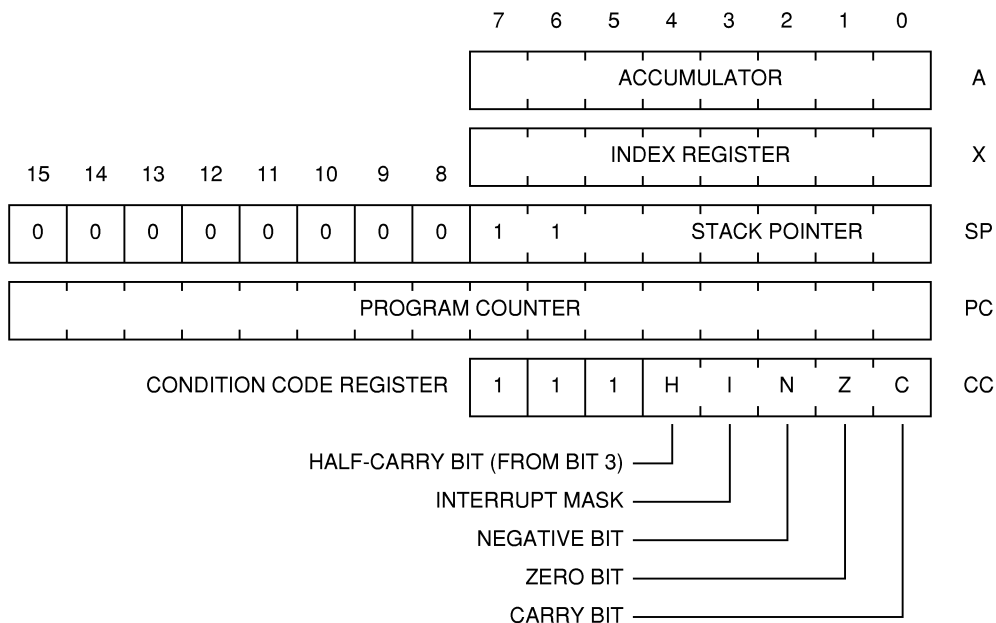 7 6 5 4 3 2 1 0
ACCUMULATOR A
INDEX REGISTER X
15 14 13 12 11 10 9 8
0 0 0 0 0 0 0 0 1 1 STACK POINTER SP
PROGRAM COUNTER PC
CONDITION CODE REGISTER 1 1 1 H I N Z C CC
HALF-CARRY BIT (FROM BIT 3)
INTERRUPT MASK
NEGATIVE BIT
ZERO BIT
CARRY BIT